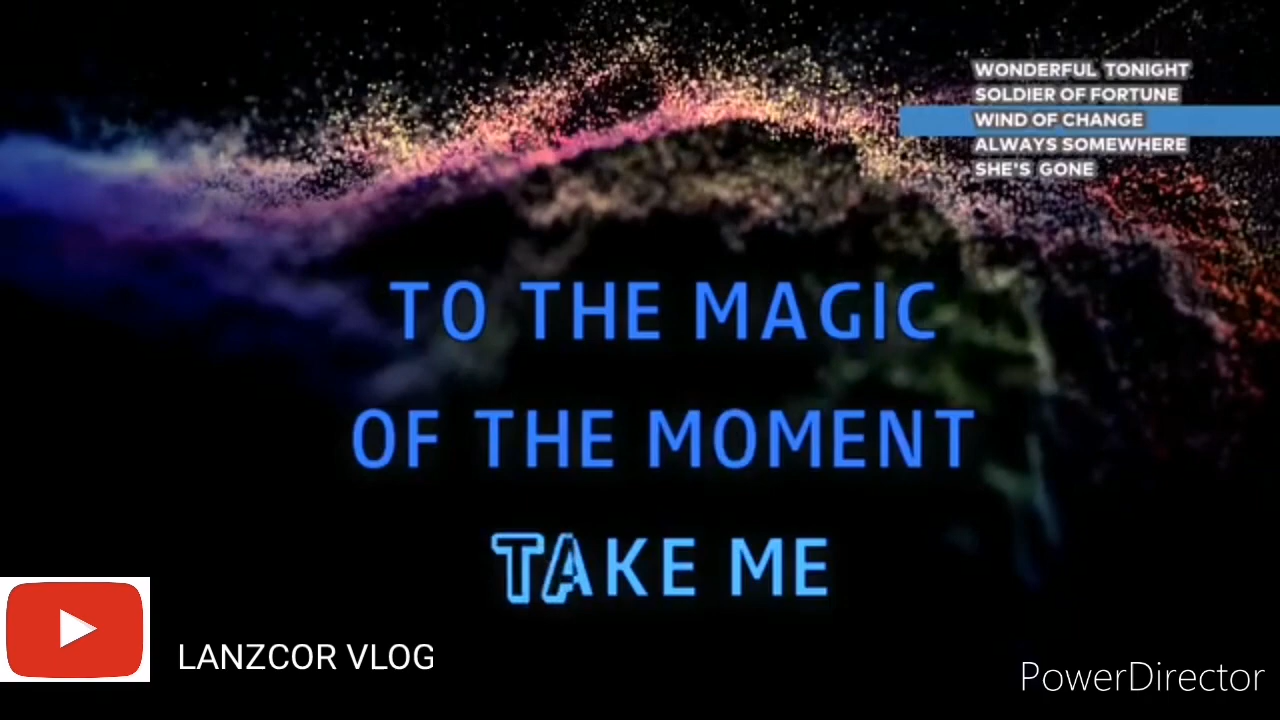 WONDERFUL TONIGHT
SOLDIER OF FORTUNE
WIND OF CHANGE
ALWAYS SOMEWHERE
SHE'S GONE
TO THE MAGIC
OF THE MOMENT
TAKE ME
LANZCOR VLOG
PowerDirector